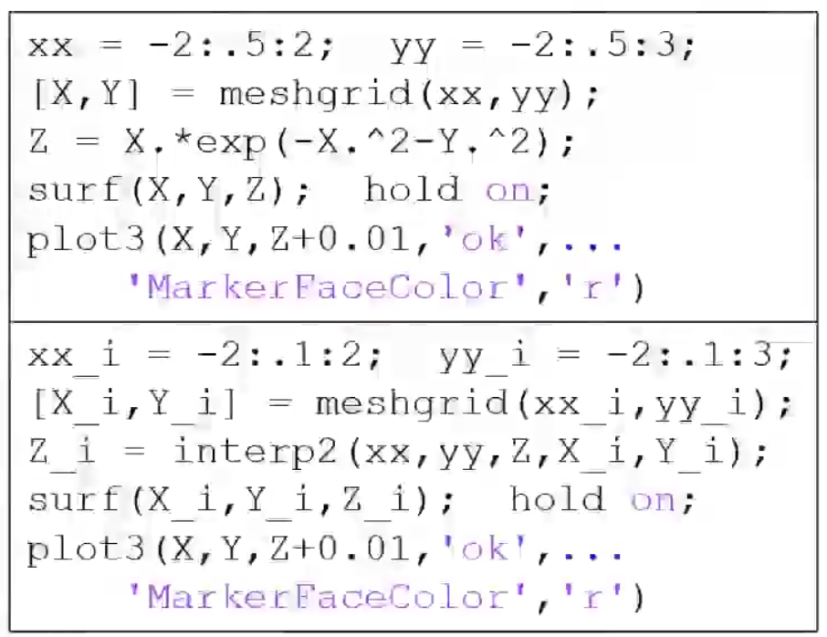 xx = -2:.5:2;  yy = -2:.5:3;
[X,Y] = meshgrid(xx,yy);
Z = X.*exp(-X.^2-Y.^2);
surf(X,Y,Z);  hold on;
plot3(X,Y,Z+0.01,'ok',...
'MarkerFaceColor','r')
xx_i = -2:.1:2;  yy_i = -2:.1:3;
[X_i,Y_i] = meshgrid(xx_i,yy_i);
Z_i = interp2(xx,yy,Z,X_i,Y_i);
surf(X_i,Y_i,Z_i);  hold on;
plot3(X,Y,Z+0.01,'ok',...
'MarkerFaceColor','r')